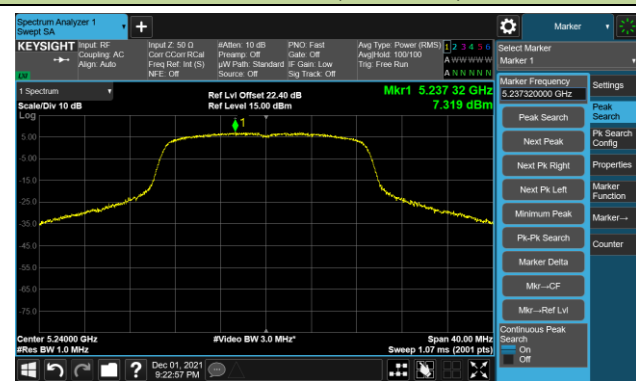 Spectrum Analyzer 1
Swept SA
Marker
KEYSIGHT
Input: RF
Coupling: AC
Align: Auto
Input Z: 50 Ω
Corr CCorr RCal
Freq Ref: Int (S)
NFE: Off
#Atten: 10 dB
Preamp: Off
µW Path: Standard
Source: Off
PNO: Fast
Gate: Off
IF Gain: Low
Sig Track: Off
Avg Type: Power (RMS)
Avg|Hold: 100/100
Trig: Free Run
1 2 3 4 5 6
A W W W W W
A N N N N N
LXI
Select Marker
Marker 1
1 Spectrum
Scale/Div 10 dB
Log
Ref Lvl Offset 22.40 dB
Ref Level 15.00 dBm
Mkr1 5.237 32 GHz
7.319 dBm
1
5.00
-5.00
-15.0
-25.0
-35.0
-45.0
-55.0
-65.0
-75.0
Center 5.24000 GHz
#Res BW 1.0 MHz
#Video BW 3.0 MHz*
Span 40.00 MHz
Sweep 1.07 ms (2001 pts)
Marker Frequency
5.237320000 GHz
Peak Search
Next Peak
Next Pk Right
Next Pk Left
Minimum Peak
Pk-Pk Search
Marker Delta
Mkr→CF
Mkr→Ref Lvl
Continuous Peak
Search
On
Off
Settings
Peak
Search
Pk Search
Config
Properties
Marker
Function
Marker→
Counter
Dec 01, 2021
9:22:57 PM